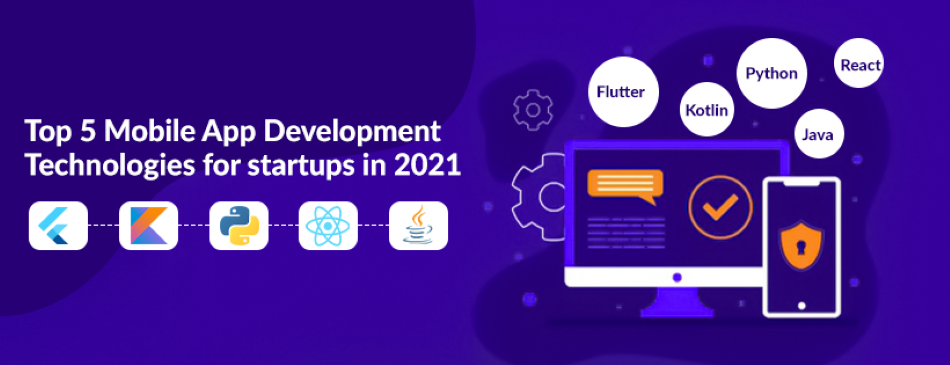 Top 5 Mobile App Development
Technologies for startups in 2021
Flutter
Kotlin
Python
React
Java